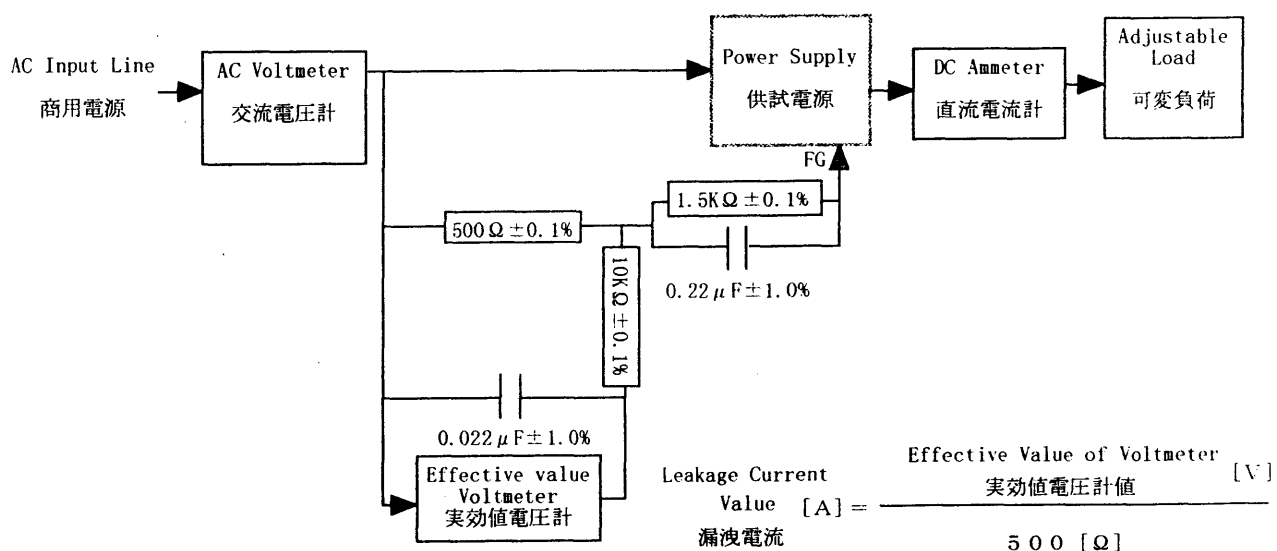 AC Input Line
商用電源
AC Voltmeter
交流電圧計
Power Supply
供試電源
DC Ammeter
直流電流計
Adjustable
Load
可変負荷
FG
1.5KΩ±0.1%
500Ω±0.1%
10KΩ±0.1%
0.22μF±1.0%
0.022μF±1.0%
Effective value
Voltmeter
実効値電圧計
Leakage Current
Value [A] =
漏洩電流
Effective Value of Voltmeter [V]
実効値電圧計値
500 [Ω]